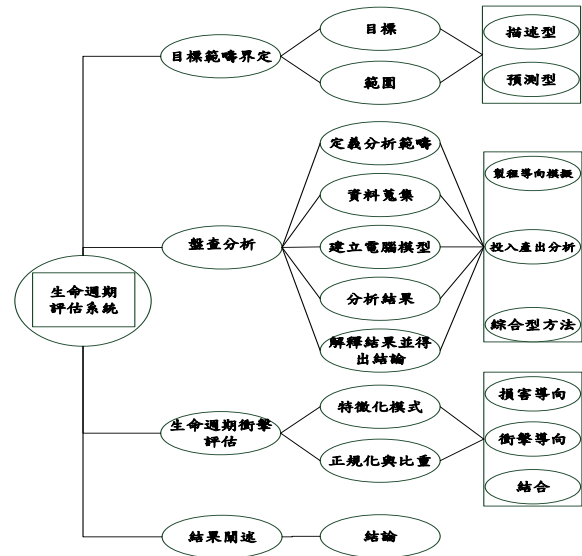 目標
描述型
目標範疇界定
範圍
預測型
定義分析範疇
製程導向模擬
資料蒐集
盤查分析
建立電腦模型
投入產出分析
生命週期
評估系統
分析結果
綜合型方法
解釋結果並得
出結論
特徵化模式
損害導向
生命週期衝擊
評估
衝擊導向
正規化與比重
結合
結果闡述
結論